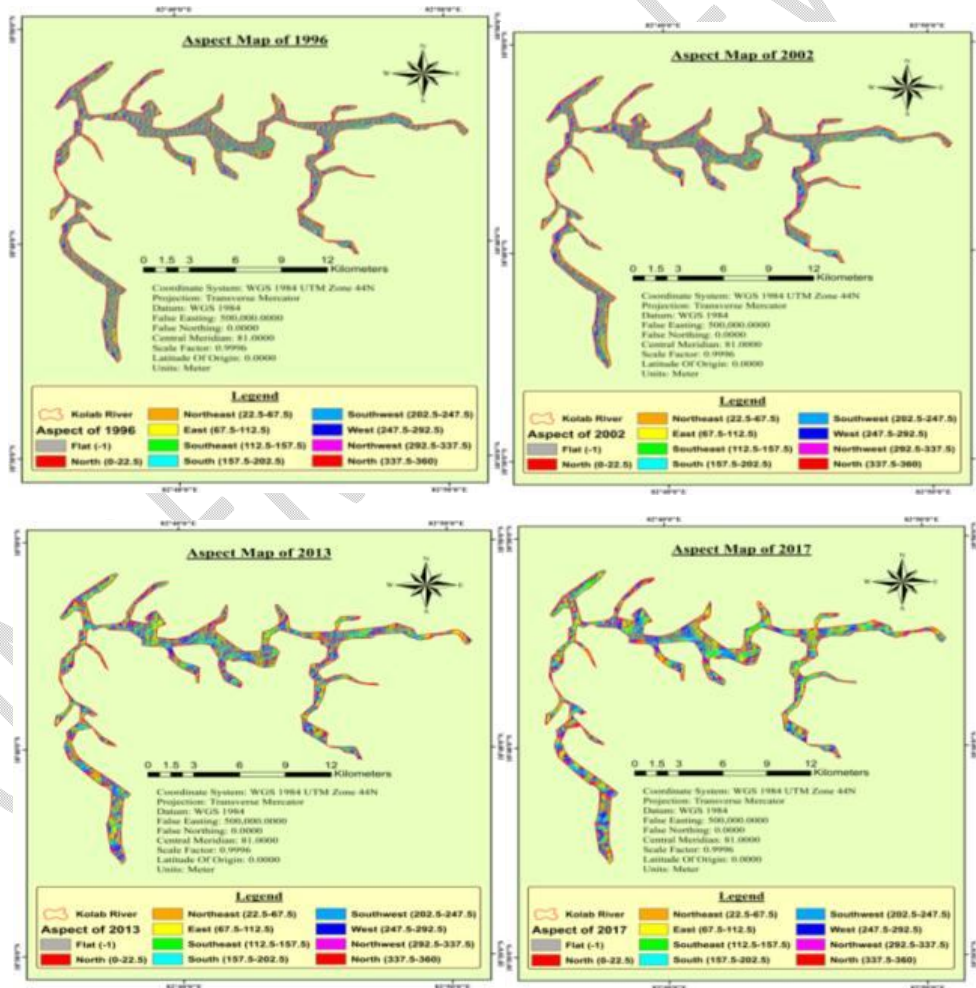 82°40'0"E
Aspect Map of 1996
N
W
E
S
0 1.5 3 6 9 12
Kilometers
Coordinate System: WGS 1984 UTM Zone 44N
Projection: Transverse Mercator
Datum: WGS 1984
False Easting: 500,000.0000
False Northing: 0.0000
Central Meridian: 81.0000
Scale Factor: 0.9996
Latitude Of Origin: 0.0000
Units: Meter
Legend
Kolab River
Aspect of 1996
Flat (-1)
North (0-22.5)
Northeast (22.5-67.5)
East (67.5-112.5)
Southeast (112.5-157.5)
South (157.5-202.5)
Southwest (202.5-247.5)
West (247.5-292.5)
Northwest (292.5-337.5)
North (337.5-360)
Aspect Map of 2002
N
W
E
S
0 1.5 3 6 9 12
Kilometers
Coordinate System: WGS 1984 UTM Zone 44N
Projection: Transverse Mercator
Datum: WGS 1984
False Easting: 500,000.0000
False Northing: 0.0000
Central Meridian: 81.0000
Scale Factor: 0.9996
Latitude Of Origin: 0.0000
Units: Meter
Legend
Kolab River
Aspect of 2002
Flat (-1)
North (0-22.5)
Northeast (22.5-67.5)
East (67.5-112.5)
Southeast (112.5-157.5)
South (157.5-202.5)
Southwest (202.5-247.5)
West (247.5-292.5)
Northwest (292.5-337.5)
North (337.5-360)
Aspect Map of 2013
N
W
E
S
0 1.5 3 6 9 12
Kilometers
Coordinate System: WGS 1984 UTM Zone 44N
Projection: Transverse Mercator
Datum: WGS 1984
False Easting: 500,000.0000
False Northing: 0.0000
Central Meridian: 81.0000
Scale Factor: 0.9996
Latitude Of Origin: 0.0000
Units: Meter
Legend
Kolab River
Aspect of 2013
Flat (-1)
North (0-22.5)
Northeast (22.5-67.5)
East (67.5-112.5)
Southeast (112.5-157.5)
South (157.5-202.5)
Southwest (202.5-247.5)
West (247.5-292.5)
Northwest (292.5-337.5)
North (337.5-360)
Aspect Map of 2017
N
W
E
S
0 1.5 3 6 9 12
Kilometers
Coordinate System: WGS 1984 UTM Zone 44N
Projection: Transverse Mercator
Datum: WGS 1984
False Easting: 500,000.0000
False Northing: 0.0000
Central Meridian: 81.0000
Scale Factor: 0.9996
Latitude Of Origin: 0.0000
Units: Meter
Legend
Kolab River
Aspect of 2017
Flat (-1)
North (0-22.5)
Northeast (22.5-67.5)
East (67.5-112.5)
Southeast (112.5-157.5)
South (157.5-202.5)
Southwest (202.5-247.5)
West (247.5-292.5)
Northwest (292.5-337.5)
North (337.5-360)